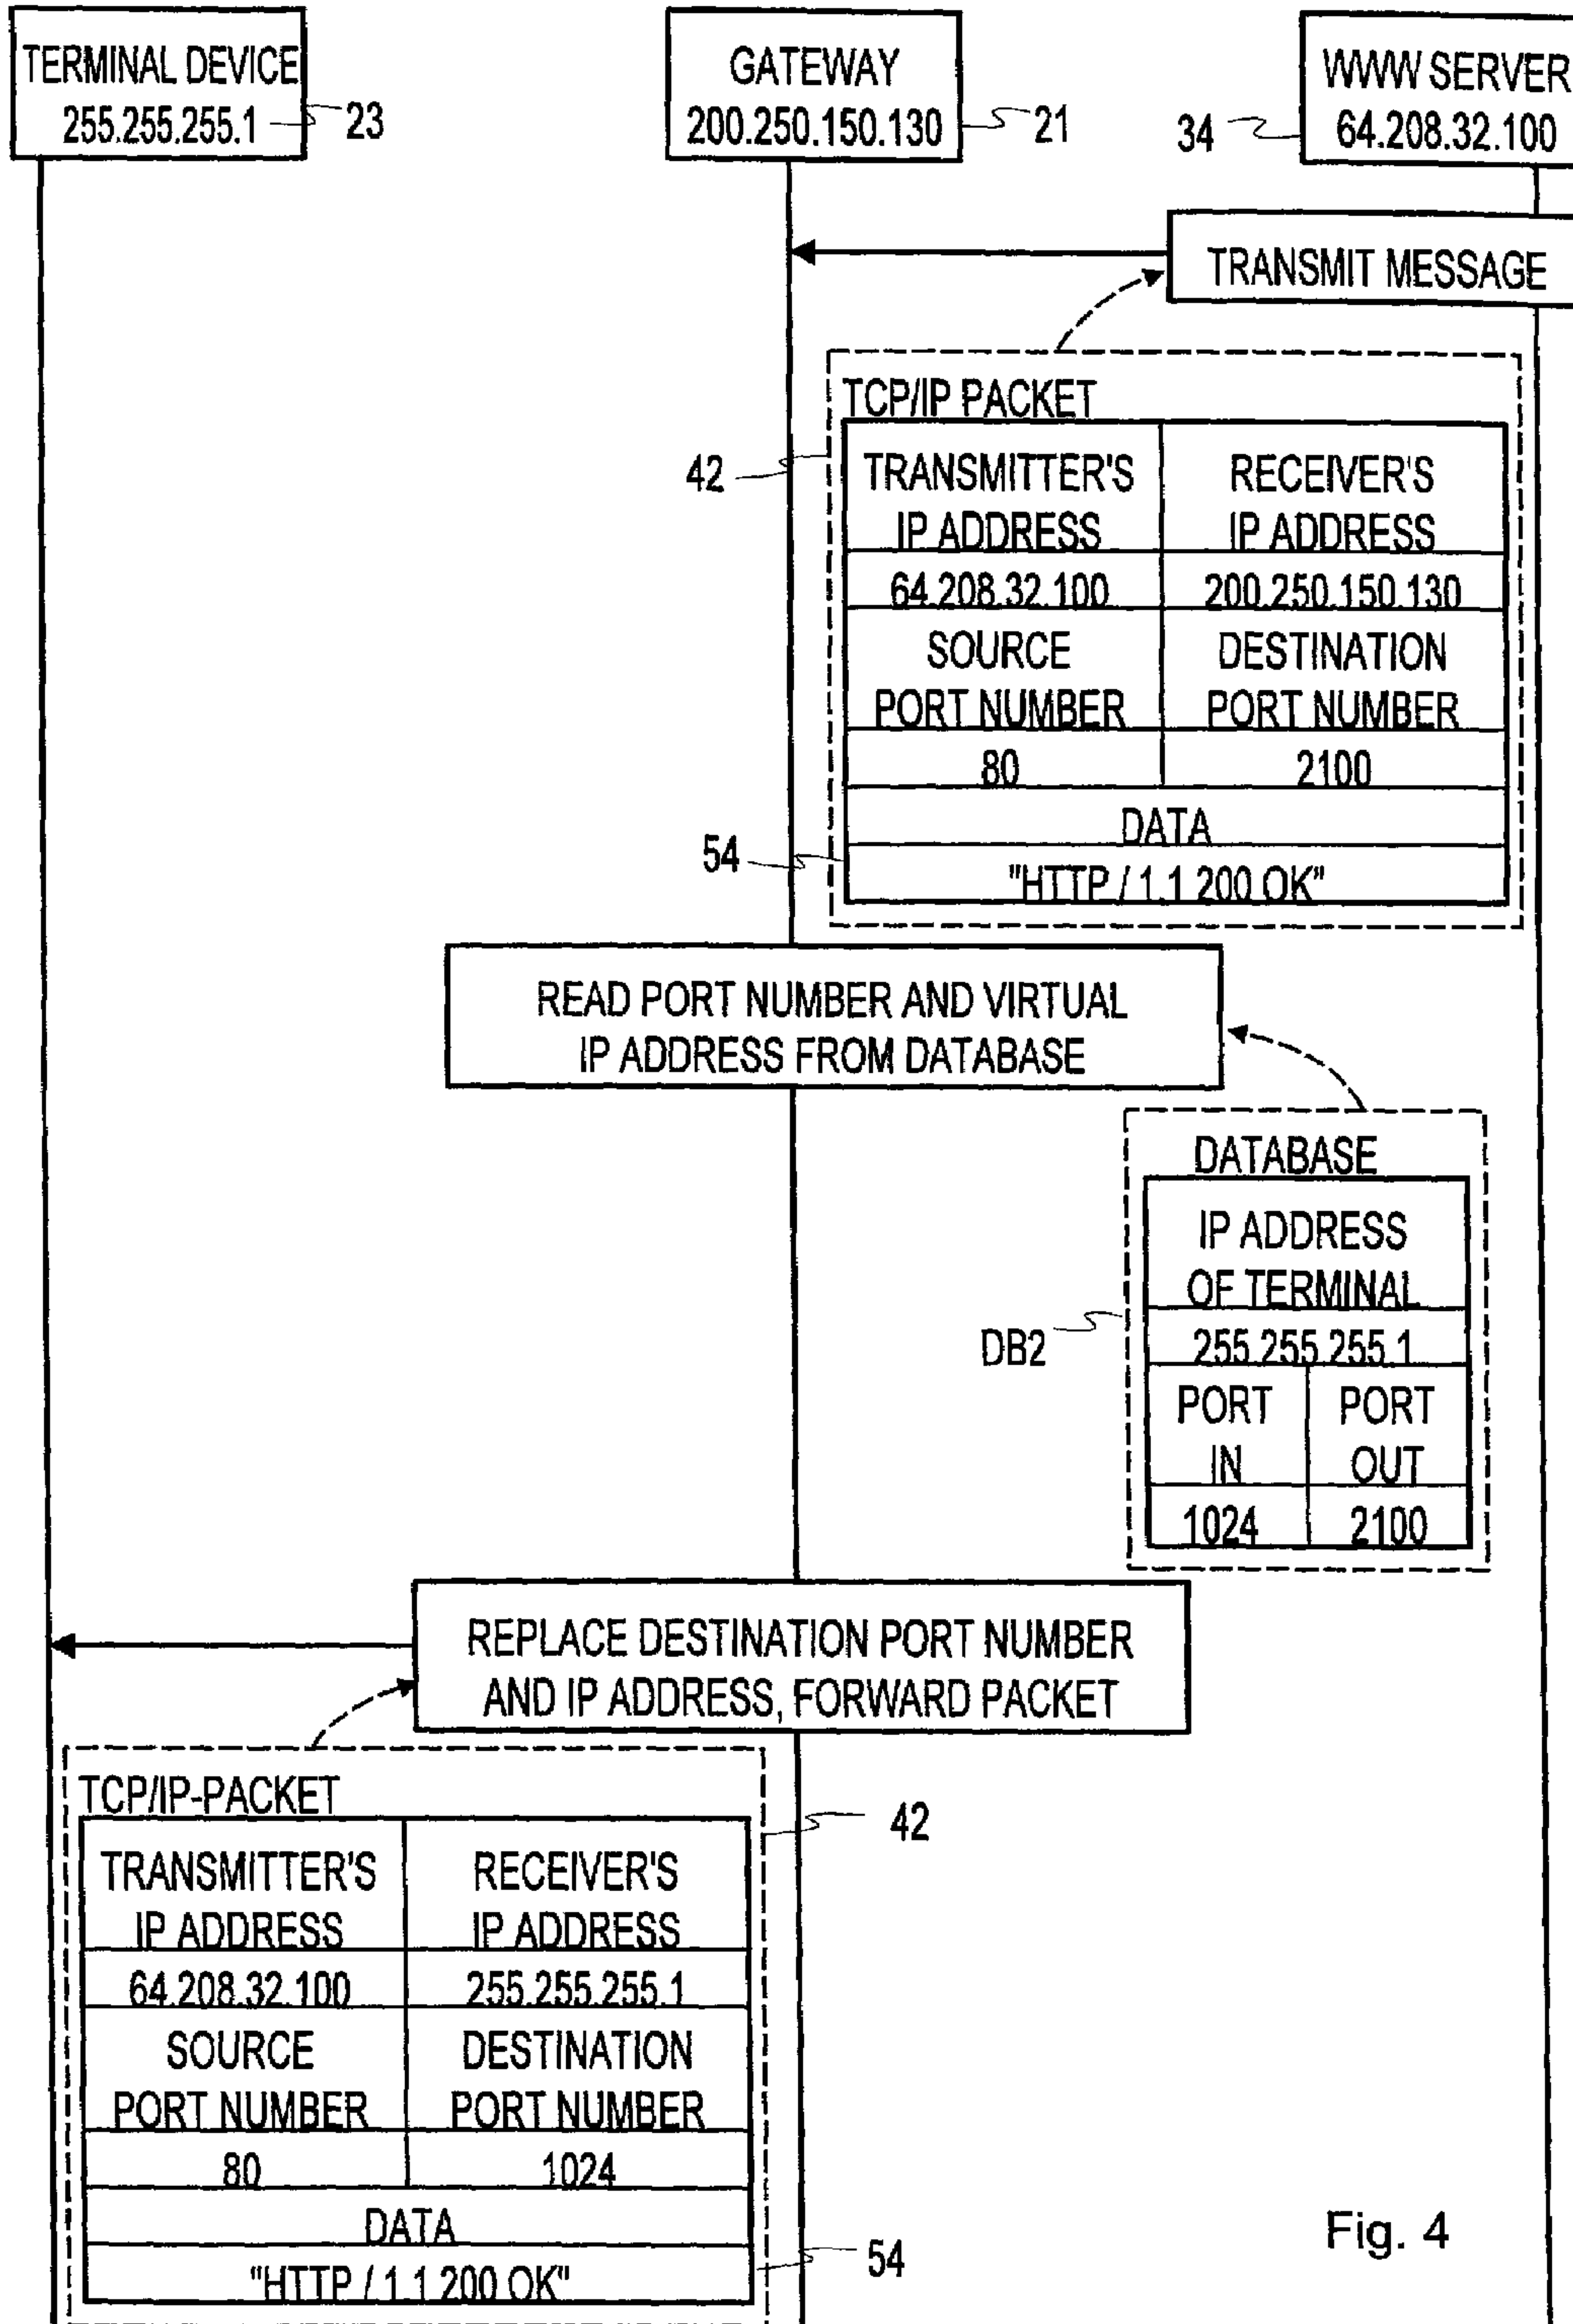 TERMINAL DEVICE
255.255.255.1
23
GATEWAY
200.250.150.130
21
34
WWW SERVER
64.208.32.100
TRANSMIT MESSAGE
TCP/IP PACKET
42
TRANSMITTER'S
IP ADDRESS
RECEIVER'S
IP ADDRESS
64.208.32.100
200.250.150.130
SOURCE
PORT NUMBER
DESTINATION
PORT NUMBER
80
2100
DATA
54
"HTTP / 1.1 200 OK"
READ PORT NUMBER AND VIRTUAL
IP ADDRESS FROM DATABASE
DATABASE
IP ADDRESS
OF TERMINAL
DB2
255.255.255.1
PORT
IN
PORT
OUT
1024
2100
REPLACE DESTINATION PORT NUMBER
AND IP ADDRESS, FORWARD PACKET
TCP/IP-PACKET
42
TRANSMITTER'S
IP ADDRESS
RECEIVER'S
IP ADDRESS
64.208.32.100
255.255.255.1
SOURCE
PORT NUMBER
DESTINATION
PORT NUMBER
80
1024
DATA
54
"HTTP / 1.1 200 OK"
Fig. 4